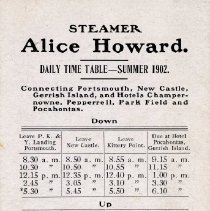 STEAMER
Alice Howard.
DAILY TIME TABLE—SUMMER 1902.
Connecting Portsmouth, New Castle,
Gerrish Island, and Hotels Champer-
nowne, Pepperrell, Park Field and
Pocahontas.
Down
Leave P. K. & Y. Landing Portsmouth. Leave New Castle. Leave Kittery Point. Due at Hotel Pocahontas, Gerrish Island.
8.30 a. m. 8.50 a. m. 8.55 a. m. 9.15 a. m.
10.30 " 10.50 " 10.55 " 11.15 "
12.15 p. m. 12.35 p. m. 12.40 p. m. 1.00 p. m.
2.45 " 3.05 " 3.10 " 3.30 "
*5.30 " 5.50 " 5.55 " 6.10 "
Up